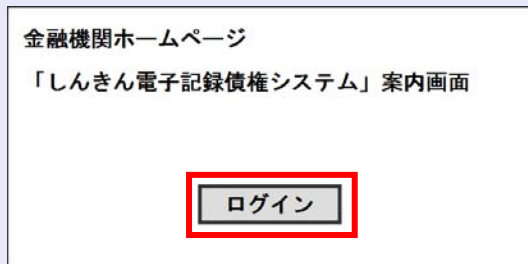 金融機関ホームページ
「しんきん電子記録債権システム」案内画面
ログイン